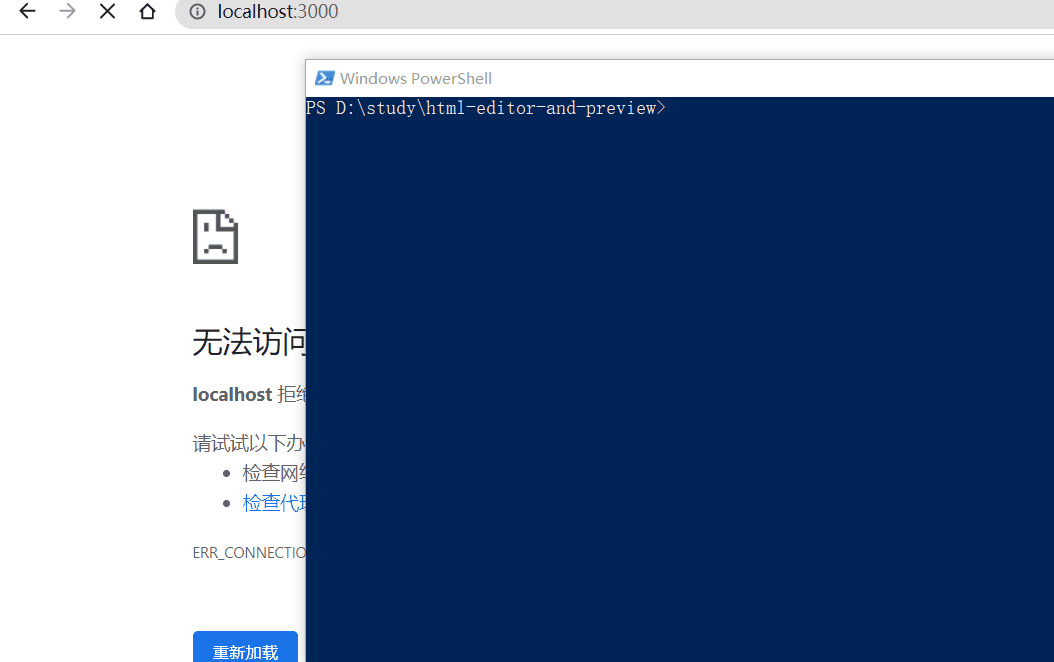 localhost:3000
Windows PowerShell
PS D:\study\html-editor-and-preview>
无法访问
localhost 拒绝
请试试以下办
检查网络
检查代理
ERR_CONNECTIO
重新加载